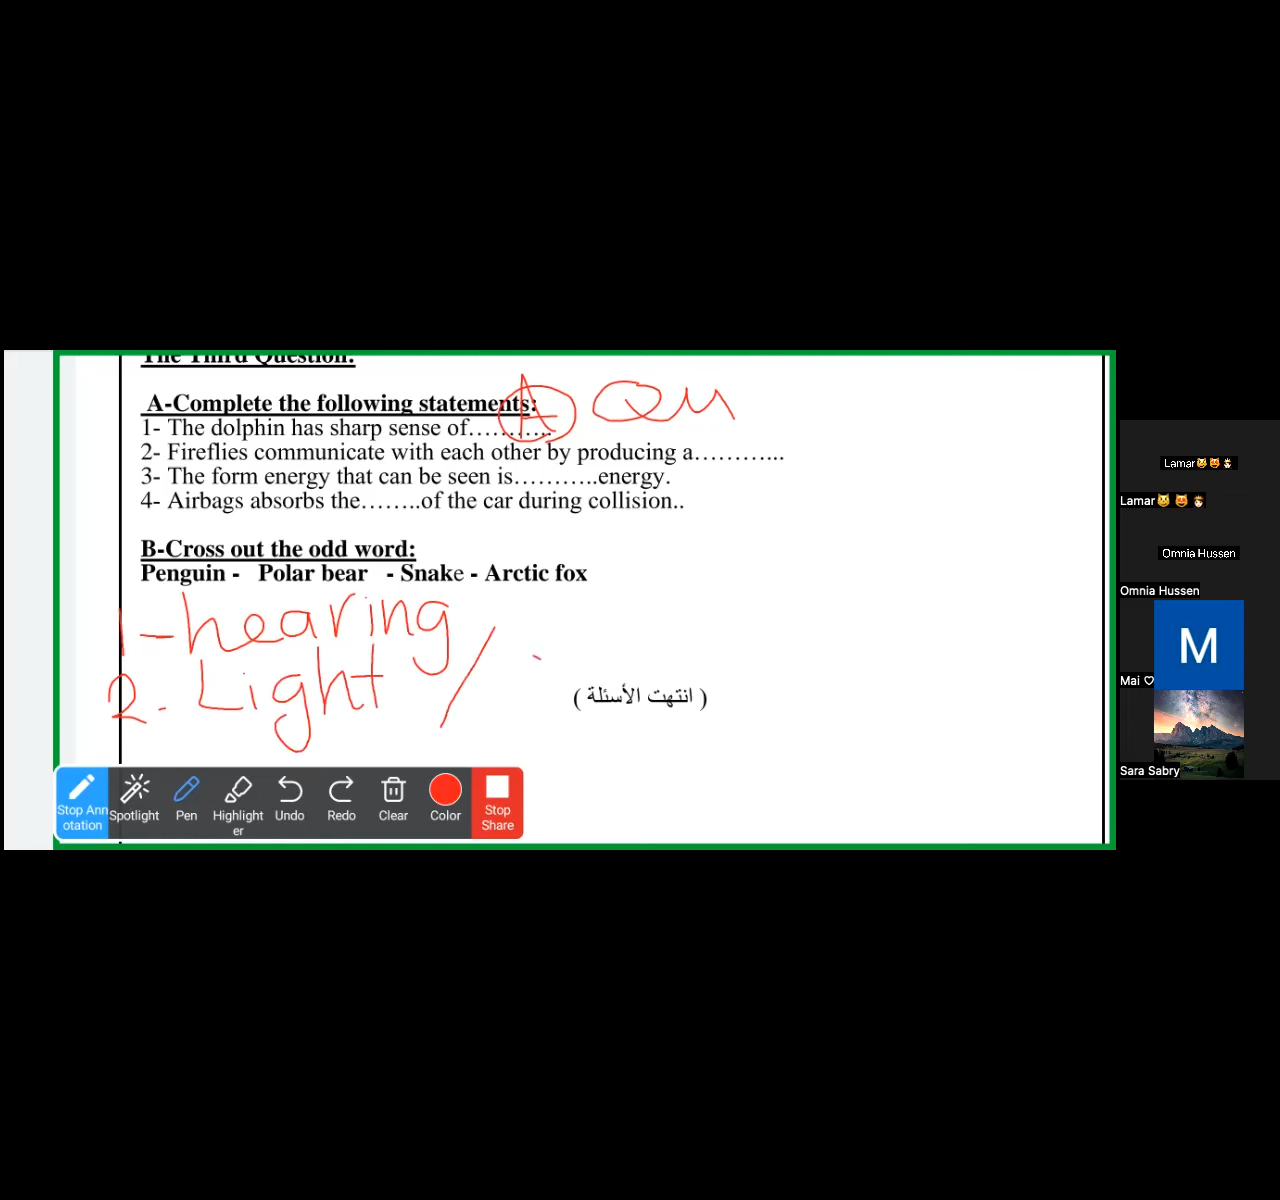 The Third Question:
A-Complete the following statements:
1- The dolphin has sharp sense of...........
2- Fireflies communicate with each other by producing a...........
3- The form energy that can be seen is...........energy.
4- Airbags absorbs the........of the car during collision..
B-Cross out the odd word:
Penguin - Polar bear - Snake - Arctic fox
1-hearing
2. Light
( انتهت الأسئلة )
Stop Ann
otation
Spotlight
Pen
Highlight
er
Undo
Redo
Clear
Color
Stop
Share
Lamar
Lamar
Omnia Hussen
Omnia Hussen
M
Mai
Sara Sabry